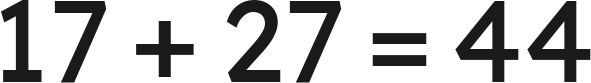 17 + 27 = 44